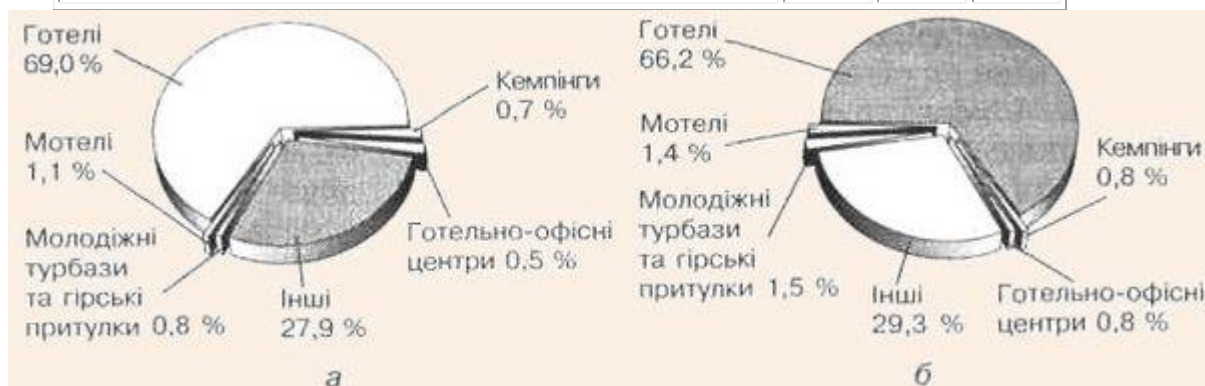 Готелі
69,0 %
Кемпінги
0,7 %
Мотелі
1,1 %
Молодіжні
турбази
та гірські
притулки 0,8 %
Інші
27,9 %
Готельно-офісні
центри 0,5 %
а
Готелі
66,2 %
Мотелі
1,4 %
Кемпінги
0,8 %
Молодіжні
турбази
та гірські
притулки 1,5 %
Інші
29,3 %
Готельно-офісні
центри 0,8 %
б